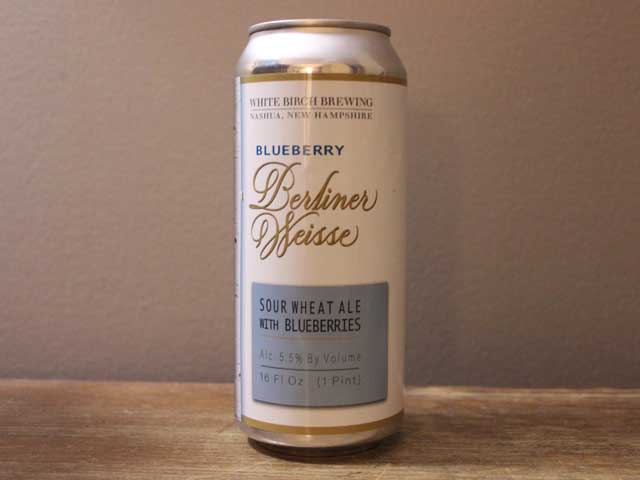 WHITE BIRCH BREWING
NASHUA, NEW HAMPSHIRE
BLUEBERRY
Berliner
Weisse
SOUR WHEAT ALE
WITH BLUEBERRIES
Alc. 5.5% By Volume
16 Fl Oz (1 Pint)